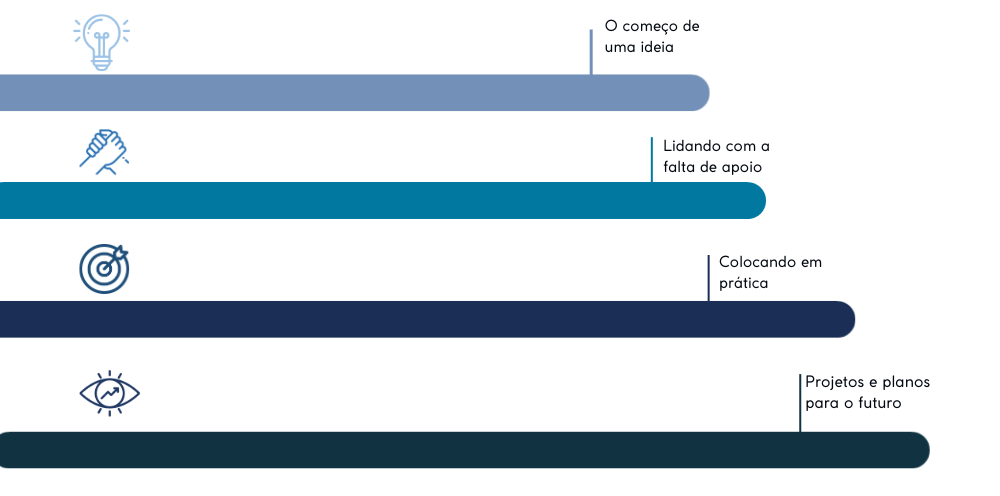 O começo de
uma ideia
Lidando com a
falta de apoio
Colocando em
prática
Projetos e planos
para o futuro